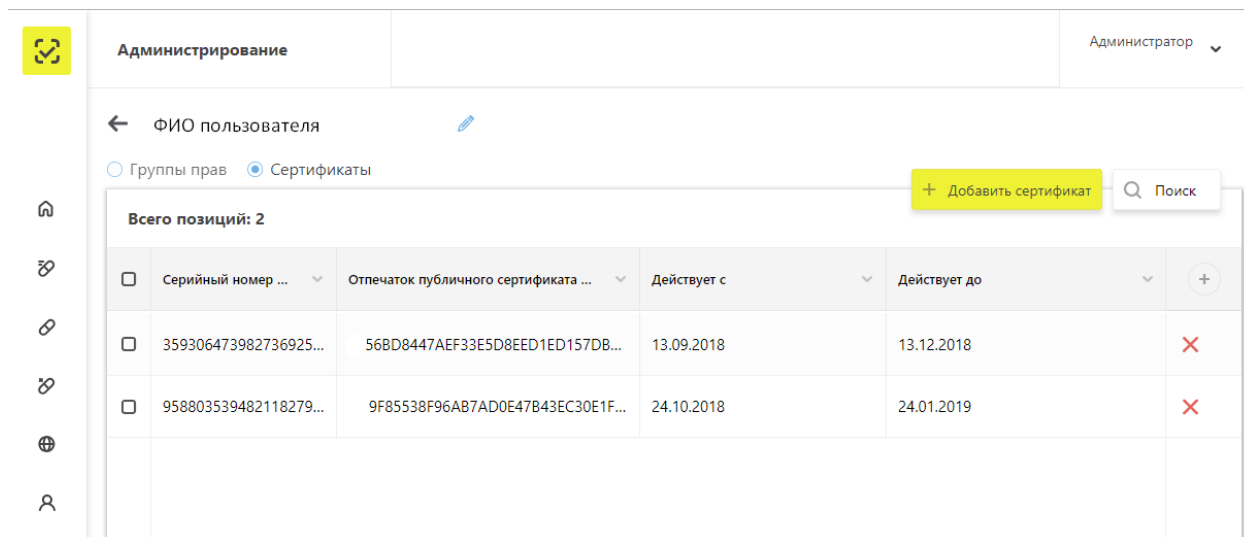 Администрирование
Администратор
ФИО пользователя
Группы прав Сертификаты
+ Добавить сертификат
Поиск
Всего позиций: 2
Серийный номер ... Отпечаток публичного сертификата ... Действует с Действует до
359306473982736925... 56BD8447AEF33E5D8EED1ED157DB... 13.09.2018 13.12.2018
958803539482118279... 9F85538F96AB7AD0E47B43EC30E1F... 24.10.2018 24.01.2019